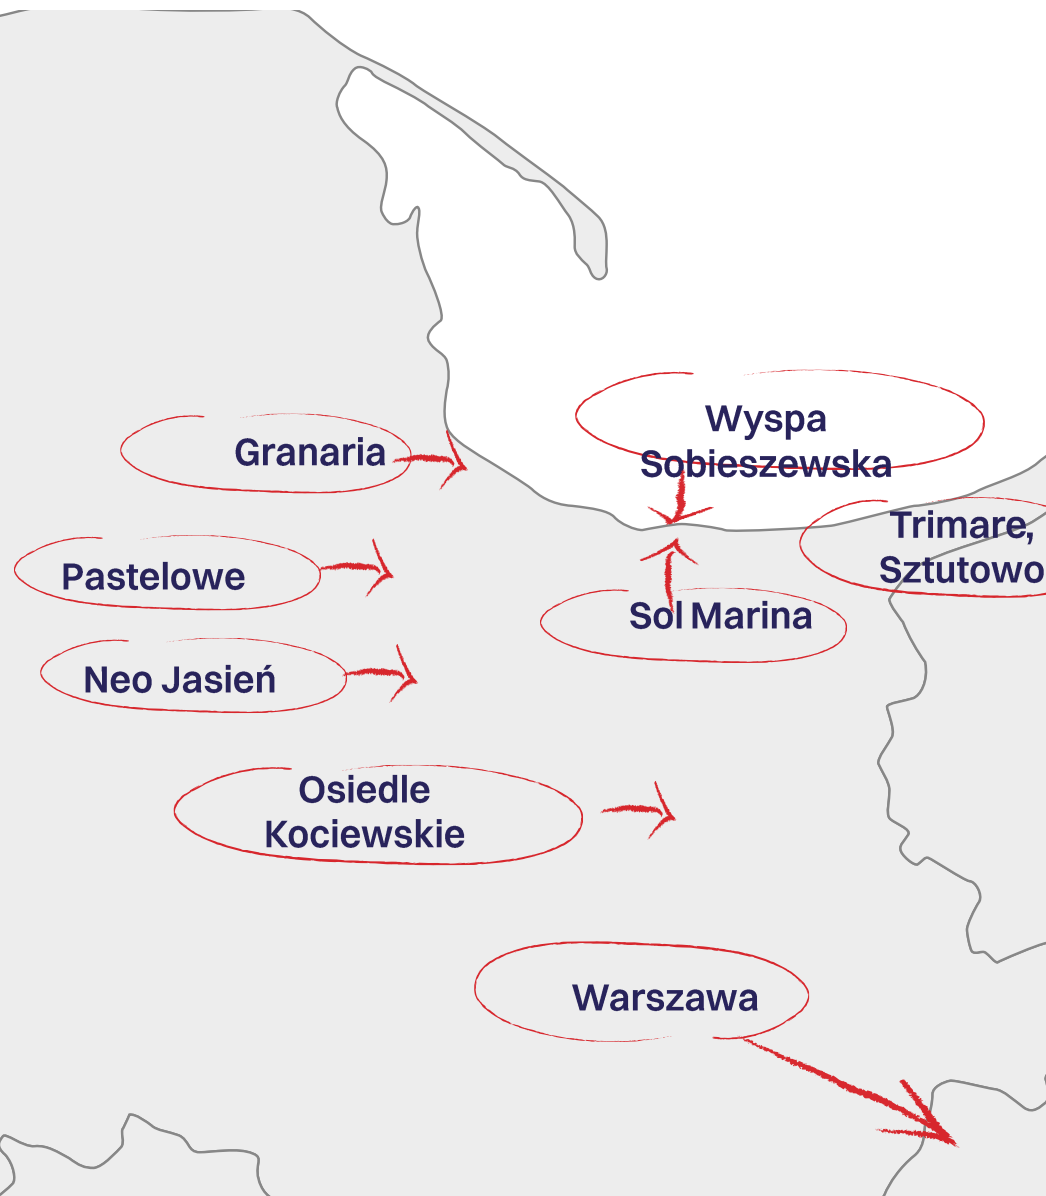 Wyspa
Sobieszewska
Granaria
Trimare,
Sztutowo
Pastelowe
Sol Marina
Neo Jasień
Osiedle
Kociewskie
Warszawa